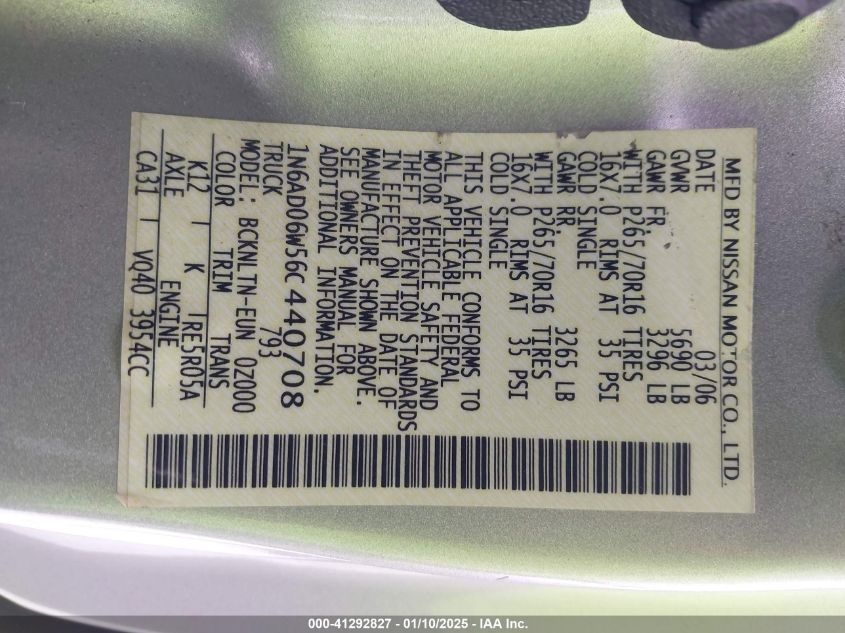 MFD BY NISSAN MOTOR CO., LTD.
DATE 03/06
GVWR 5690 LB
GAWR FR. 3296 LB
WITH P265/70R16 TIRES
16X7.0 RIMS AT 35 PSI
COLD SINGLE
GAWR RR. 3265 LB
WITH P265/70R16 TIRES
16X7.0 RIMS AT 35 PSI
COLD SINGLE
THIS VEHICLE CONFORMS TO
ALL APPLICABLE FEDERAL
MOTOR VEHICLE SAFETY AND
THEFT PREVENTION STANDARDS
IN EFFECT ON THE DATE OF
MANUFACTURE SHOWN ABOVE.
SEE OWNERS MANUAL FOR
ADDITIONAL INFORMATION.
1N6AD06W56C440708
TRUCK 793
MODEL: BCKNLTN-EUN 02000
COLOR TRIM TRANS
K12 | K TRE5R05A
AXLE ENGINE
CA31 | VQ40 3954CC
000-41292827 - 01/10/2025 - IAA Inc.